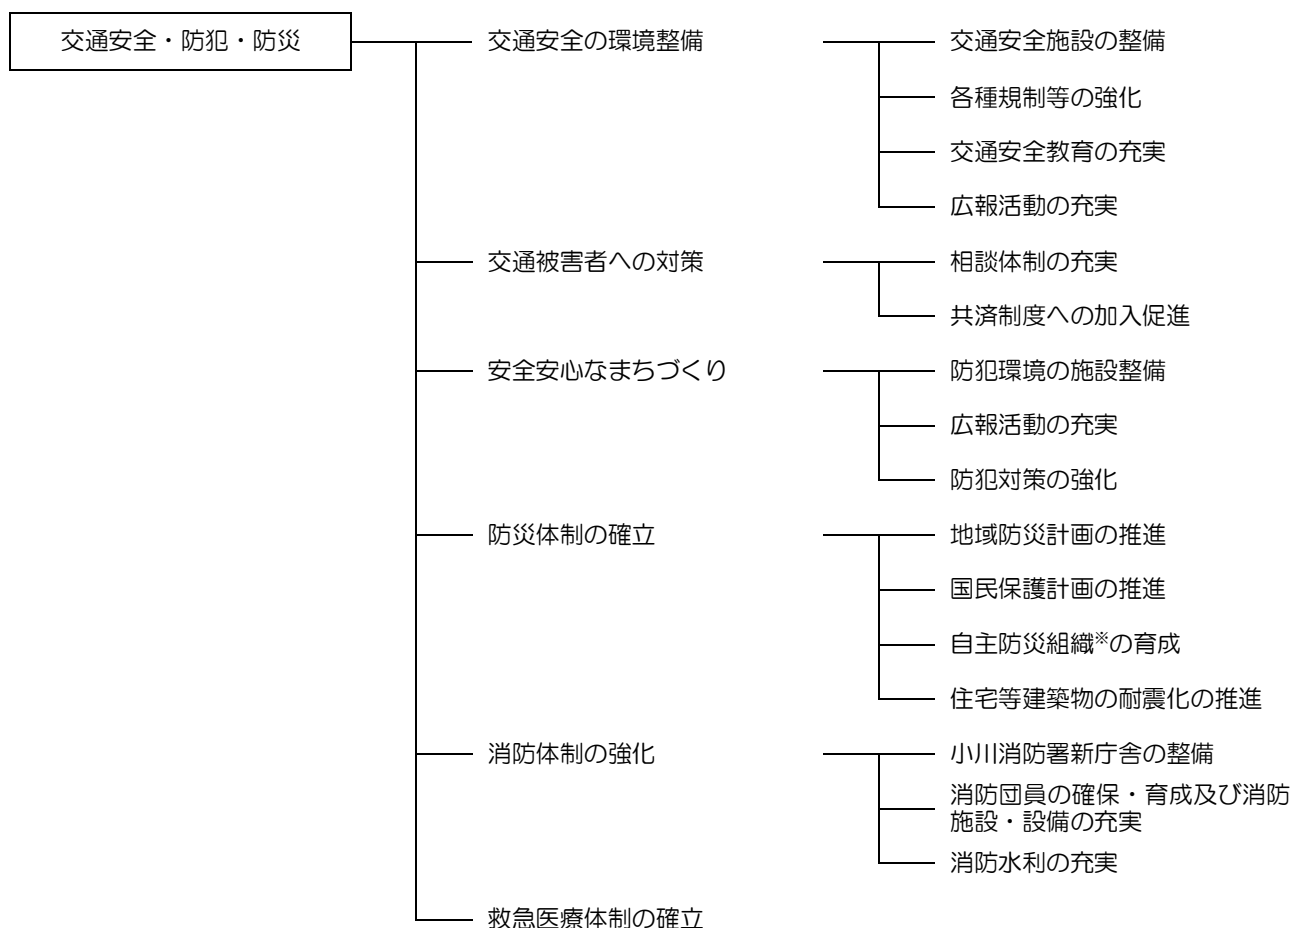 交通安全・防犯・防災
交通安全の環境整備
交通安全施設の整備
各種規制等の強化
交通安全教育の充実
広報活動の充実
交通被害者への対策
相談体制の充実
共済制度への加入促進
安全安心なまちづくり
防犯環境の施設整備
広報活動の充実
防犯対策の強化
防災体制の確立
地域防災計画の推進
国民保護計画の推進
自主防災組織※の育成
住宅等建築物の耐震化の推進
消防体制の強化
小川消防署新庁舎の整備
消防団員の確保・育成及び消防
施設・設備の充実
消防水利の充実
救急医療体制の確立